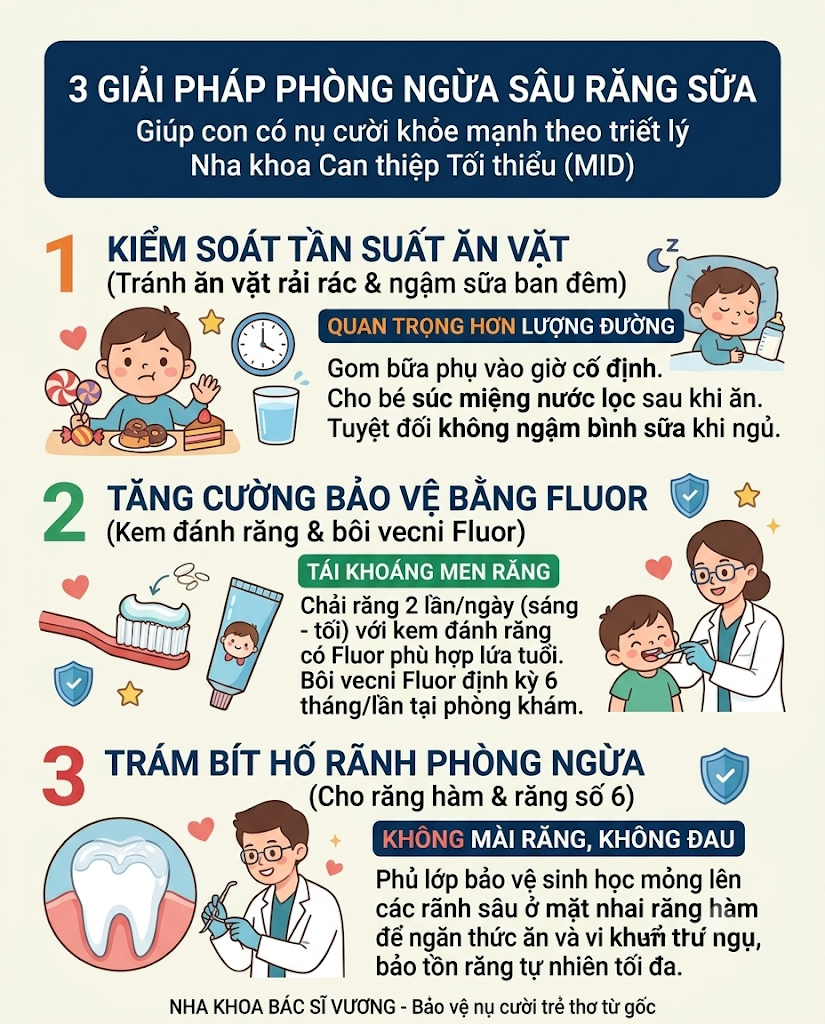 3 GIẢI PHÁP PHÒNG NGỪA SÂU RĂNG SỮA
Giúp con có nụ cười khỏe mạnh theo triết lý
Nha khoa Can thiệp Tối thiểu (MID)
1 KIỂM SOÁT TẦN SUẤT ĂN VẶT
(Tránh ăn vặt rải rác & ngậm sữa ban đêm)
QUAN TRỌNG HƠN LƯỢNG ĐƯỜNG
Gom bữa phụ vào giờ cố định.
Cho bé súc miệng nước lọc sau khi ăn.
Tuyệt đối không ngậm bình sữa khi ngủ.
2 TĂNG CƯỜNG BẢO VỆ BẰNG FLUOR
(Kem đánh răng & bôi vecni Fluor)
TÁI KHOÁNG MEN RĂNG
Chải răng 2 lần/ngày (sáng
- tối) với kem đánh răng
có Fluor phù hợp lứa tuổi.
Bôi vecni Fluor định kỳ 6
tháng/lần tại phòng khám.
3 TRÁM BÍT HỐ RÃNH PHÒNG NGỪA
(Cho răng hàm & răng số 6)
KHÔNG MÀI RĂNG, KHÔNG ĐAU
Phủ lớp bảo vệ sinh học mỏng lên
các rãnh sâu ở mặt nhai răng hàm
để ngăn thức ăn và vi khuẩn trư ngụ,
bảo tồn răng tự nhiên tối đa.
NHA KHOA BÁC SĨ VƯƠNG - Bảo vệ nụ cười trẻ thơ từ gốc
z
z